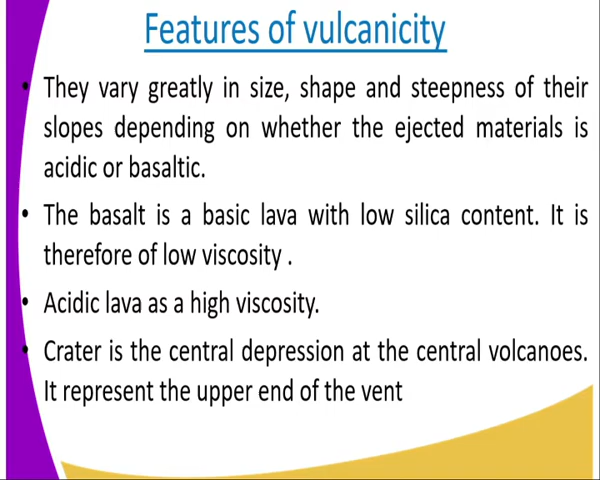 Features of vulcanicity
• They vary greatly in size, shape and steepness of their
slopes depending on whether the ejected materials is
acidic or basaltic.
• The basalt is a basic lava with low silica content. It is
therefore of low viscosity .
• Acidic lava as a high viscosity.
• Crater is the central depression at the central volcanoes.
It represent the upper end of the vent